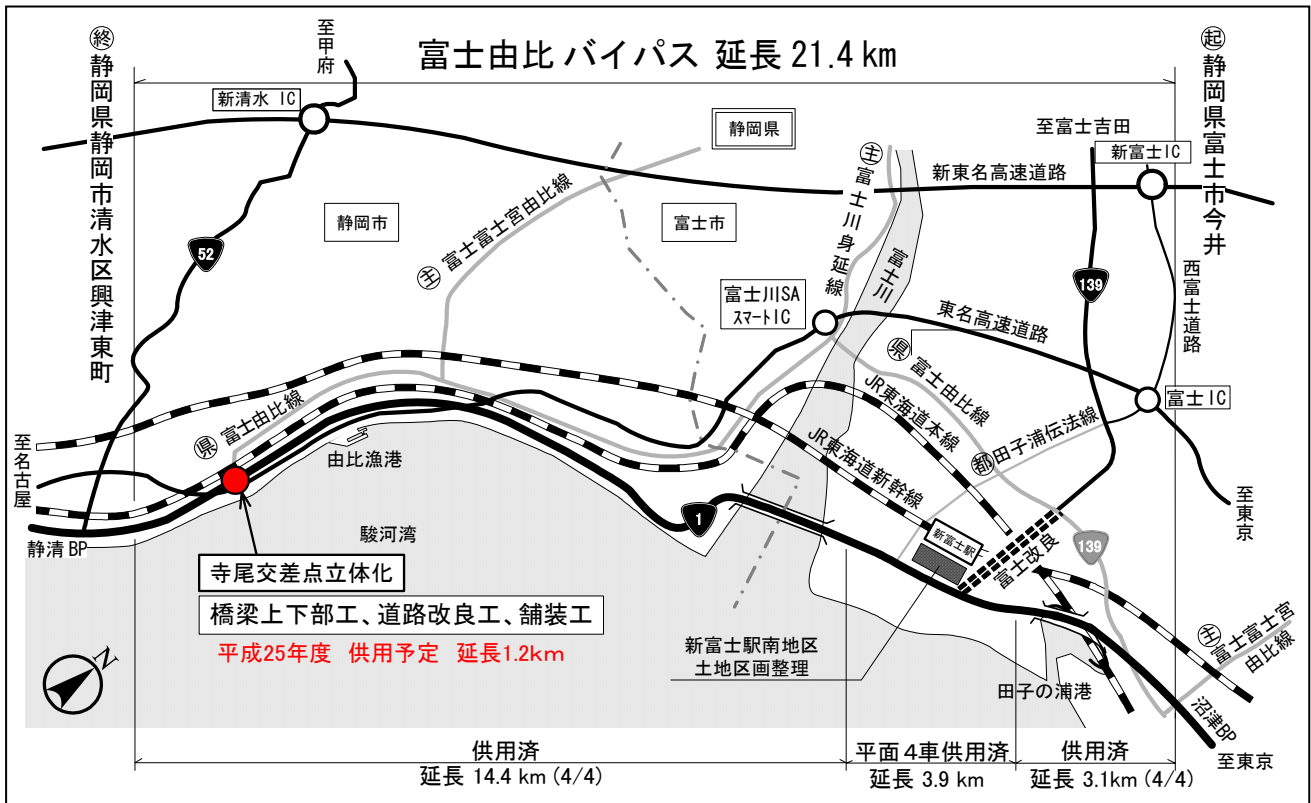 富士由比 バイパス 延長 21.4 km
終 静岡県静岡市清水区興津東町
起 静岡県富士市今井
至甲府
新清水 IC
静岡県
至富士吉田
新富士IC
新東名高速道路
主 富士川身延線
主 富士富士宮由比線
静岡市
富士市
52
富士川
139
西富士道路
富士川SA
スマートIC
東名高速道路
県 富士由比線
JR東海道本線
富士IC
都 田子浦伝法線
JR東海道新幹線
県 富士由比線
至名古屋
由比漁港
至東京
1
新富士駅
富士改良
139
静清BP
駿河湾
寺尾交差点立体化
橋梁上下部工、道路改良工、舗装工
平成25年度 供用予定 延長1.2km
主 富士富士宮
由比線
新富士駅南地区
土地区画整理
N
田子の浦港
沼津BP
至東京
供用済
延長 14.4 km (4/4)
平面4車供用済
延長 3.9 km
供用済
延長 3.1km (4/4)